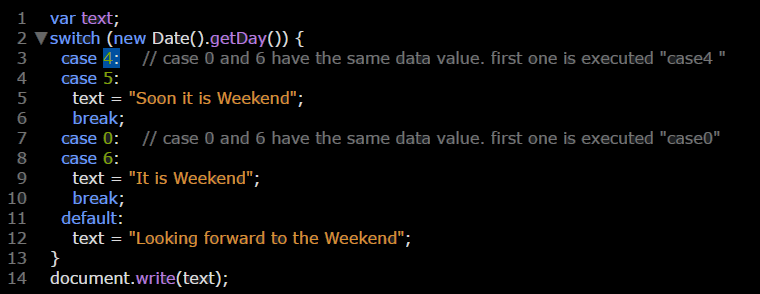 1 var text;
2 ▼switch (new Date().getDay()) {
3 case 4: // case 0 and 6 have the same data value. first one is executed "case4 "
4 case 5:
5 text = "Soon it is Weekend";
6 break;
7 case 0: // case 0 and 6 have the same data value. first one is executed "case0"
8 case 6:
9 text = "It is Weekend";
10 break;
11 default:
12 text = "Looking forward to the Weekend";
13 }
14 document.write(text);